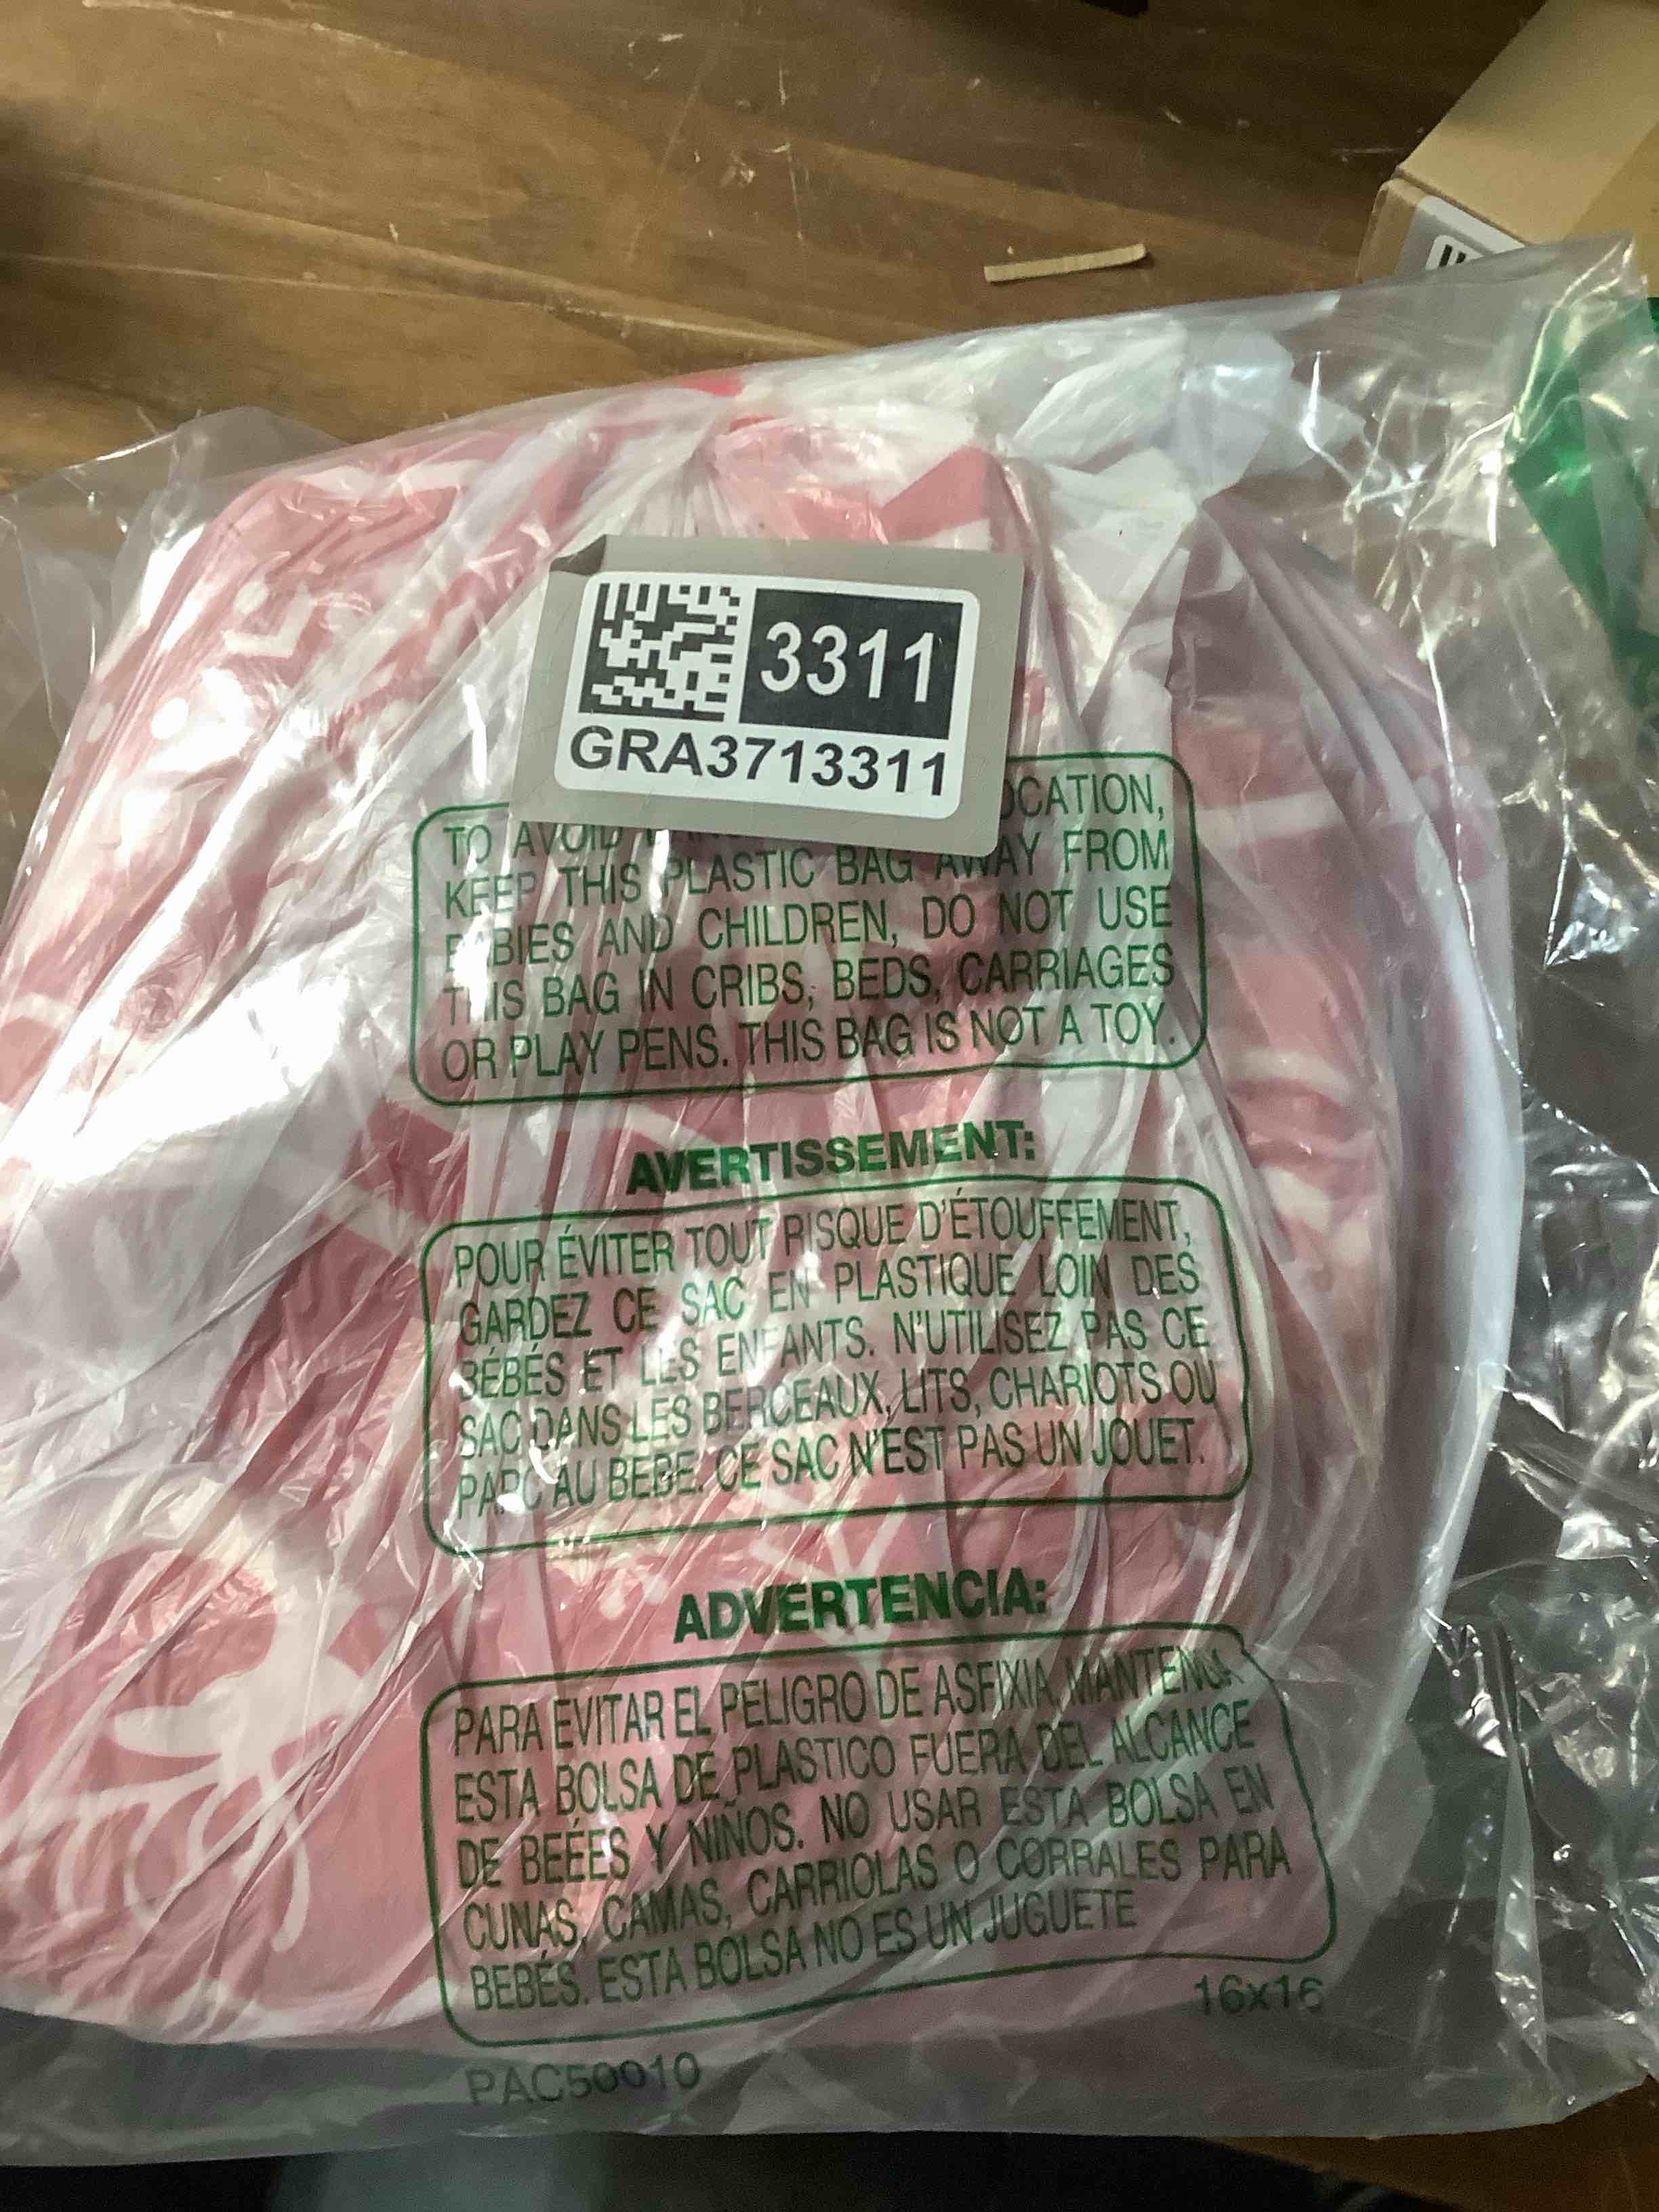 3311
GRA3713311
TO AVOID OCATION,
KEEP THIS PLASTIC BAG AWAY FROM
BABIES AND CHILDREN, DO NOT USE
THIS BAG IN CRIBS, BEDS, CARRIAGES
OR PLAY PENS. THIS BAG IS NOT A TOY.
AVERTISSEMENT:
POUR ÉVITER TOUT RISQUE D'ÉTOUFFEMENT,
GARDEZ CE SAC EN PLASTIQUE LOIN DES
BÉBÉS ET LES ENFANTS. N'UTILISEZ PAS CE
SAC DANS LES BERCEAUX, LITS, CHARIOTS OU
PARC AU BEBE. CE SAC N'EST PAS UN JOUET.
ADVERTENCIA:
PARA EVITAR EL PELIGRO DE ASFIXIA, MANTENGA
ESTA BOLSA DE PLASTICO FUERA DEL ALCANCE
DE BEÉES Y NIÑOS. NO USAR ESTA BOLSA EN
CUNAS, CAMAS, CARRIOLAS O CORRALES PARA
BEBÉS. ESTA BOLSA NO ES UN JUGUETE
16x16
PAC50010